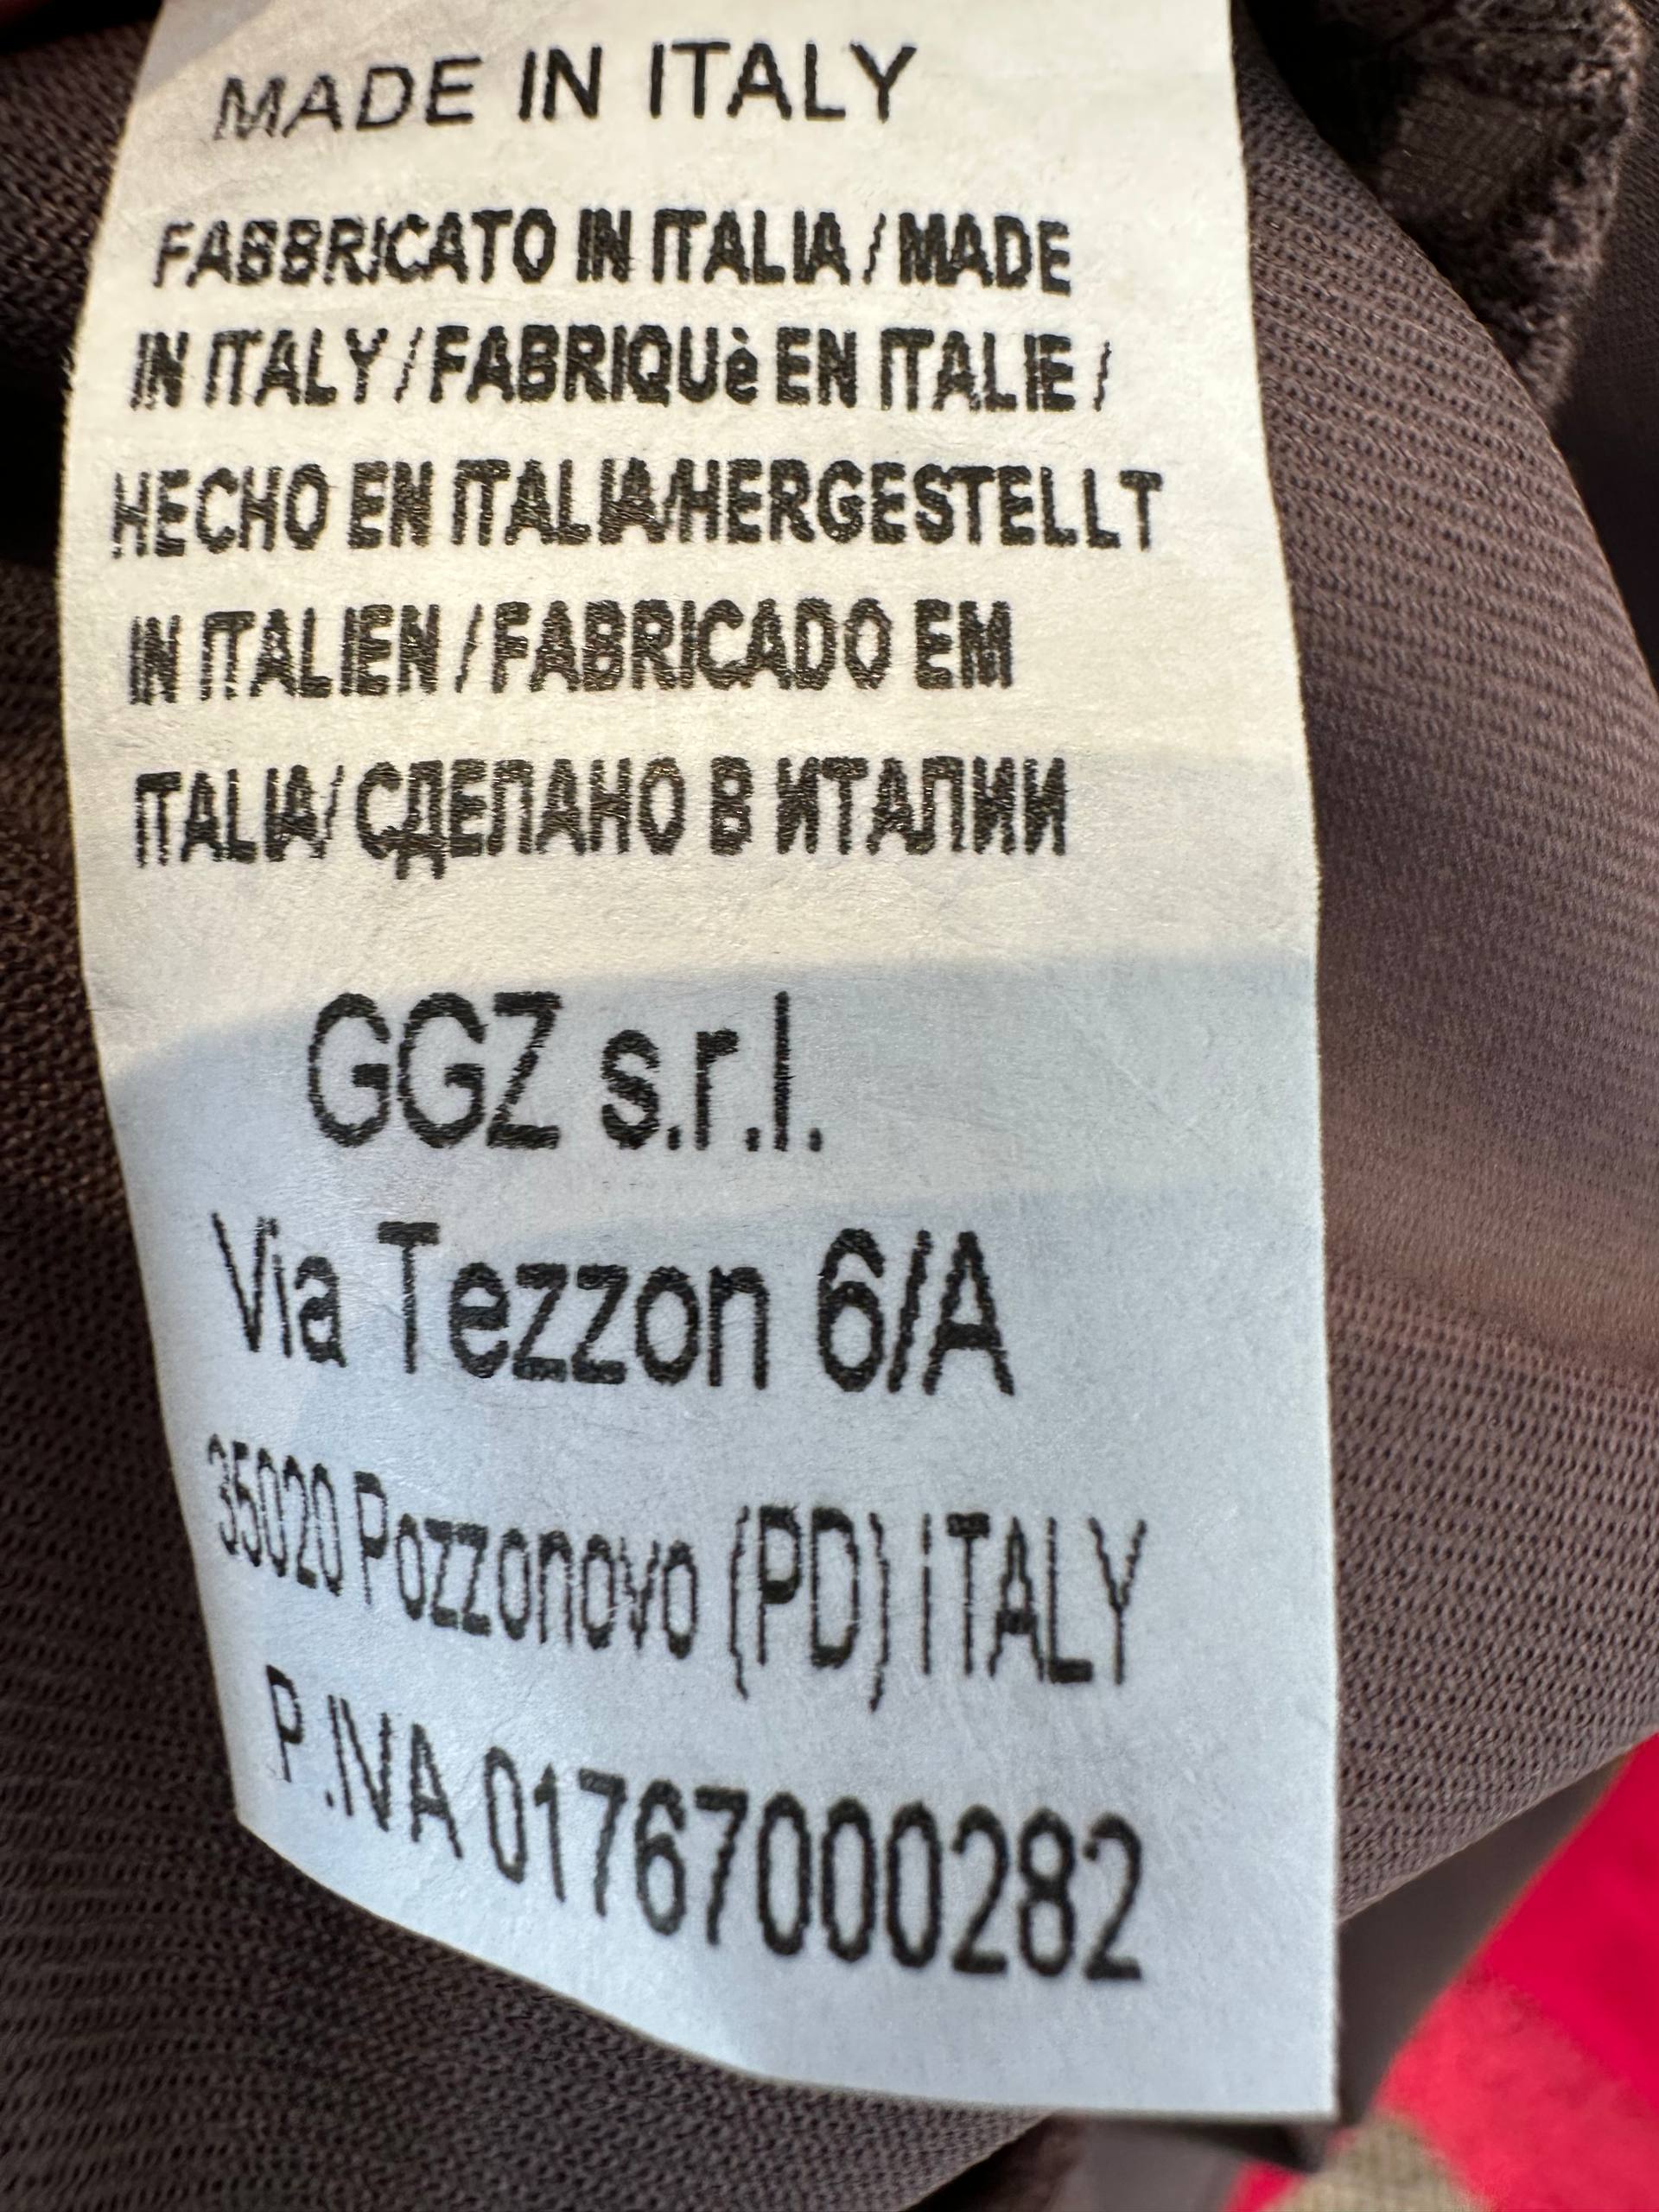 MADE IN ITALY
FABBRICATO IN ITALIA / MADE
IN ITALY / FABRIQUè EN ITALIE /
HECHO EN ITALIA/HERGESTELLT
IN ITALIEN / FABRICADO EM
ITALIA/ СДЕЛАНО В ИТАЛИИ
GGZ s.r.l.
Via Tezzon 6/A
35020 Pozzonovo (PD) iTALY
P.IVA 01767000282